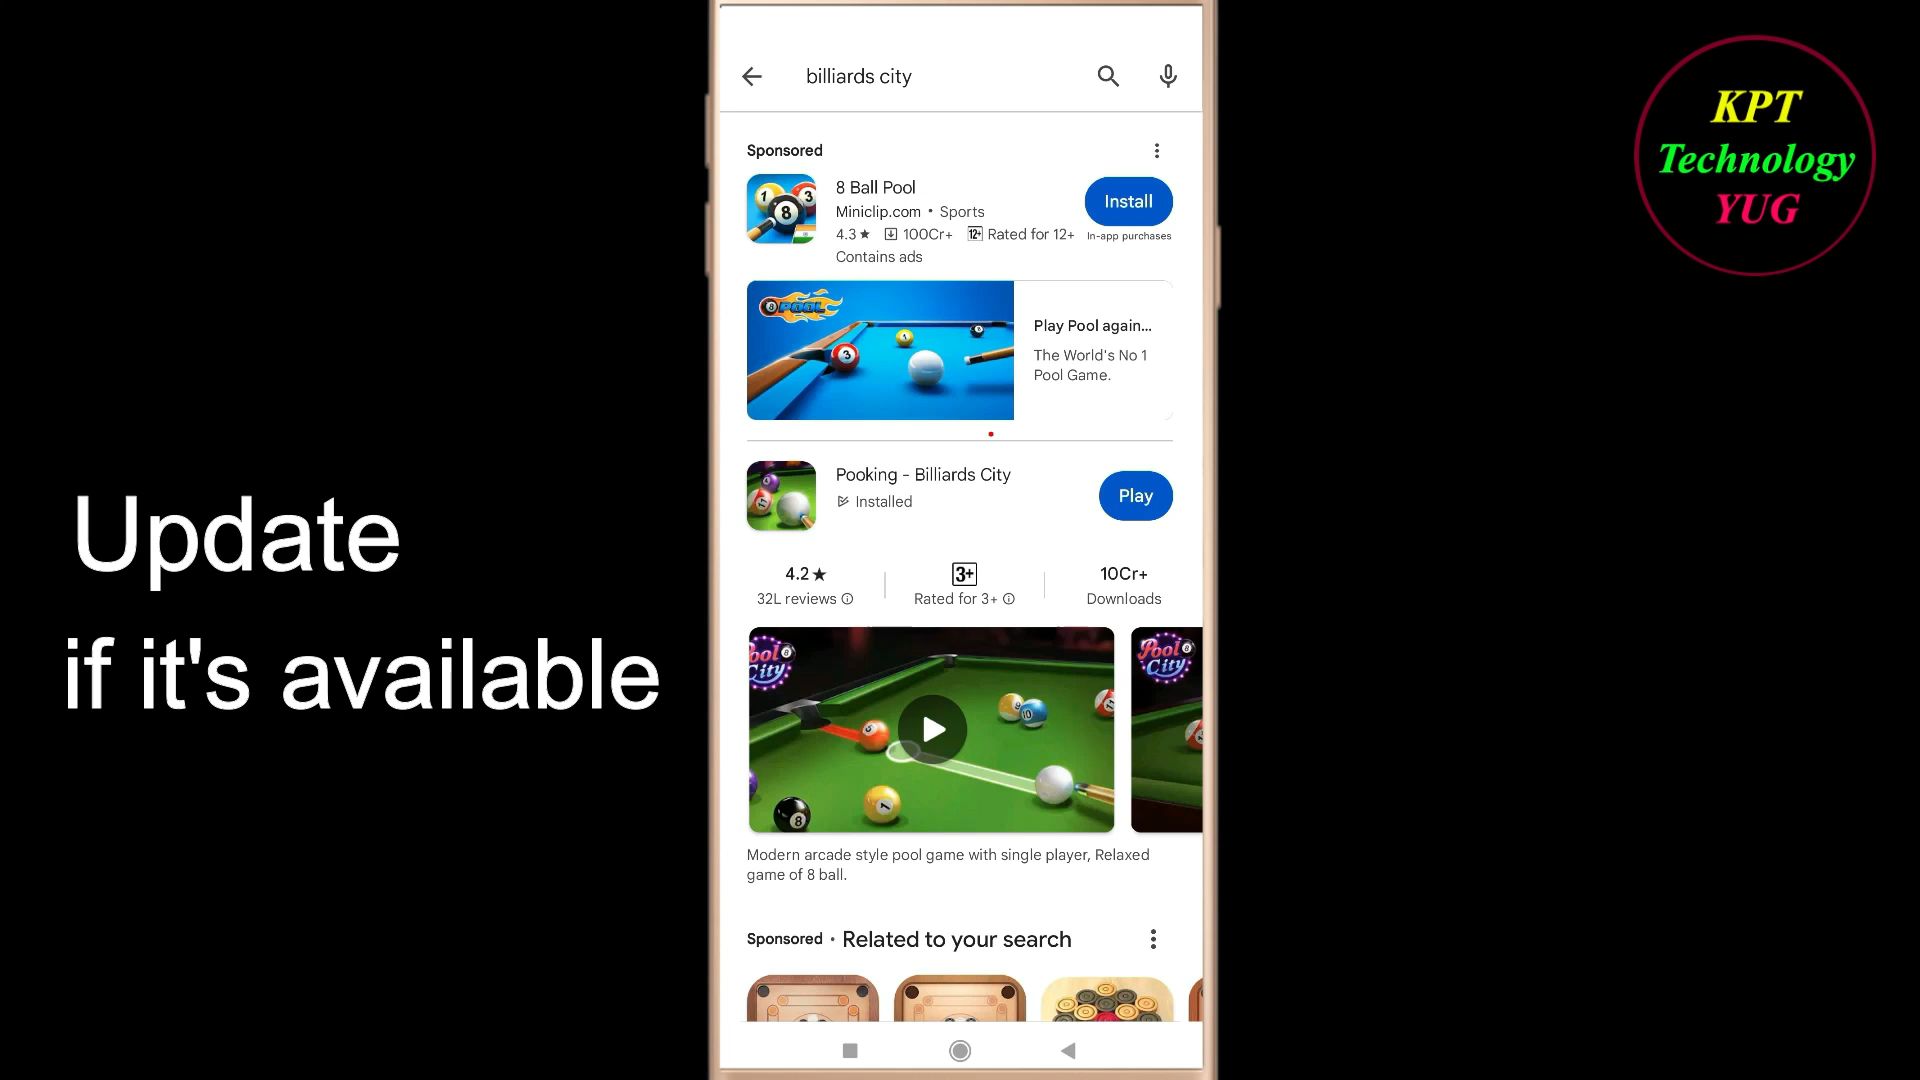 billiards city
Sponsored
8 Ball Pool
Install
Miniclip.com • Sports
4.3★ 100Cr+ 12+ Rated for 12+
In-app purchases
Contains ads
8 POOL
Play Pool again...
The World's No 1
Pool Game.
Pooking - Billiards City
Installed
Play
4.2★
32L reviews
3+
Rated for 3+
10Cr+
Downloads
Pool
City
Modern arcade style pool game with single player, Relaxed
game of 8 ball.
Sponsored • Related to your search
Update
if it's available
KPT
Technology
YUG